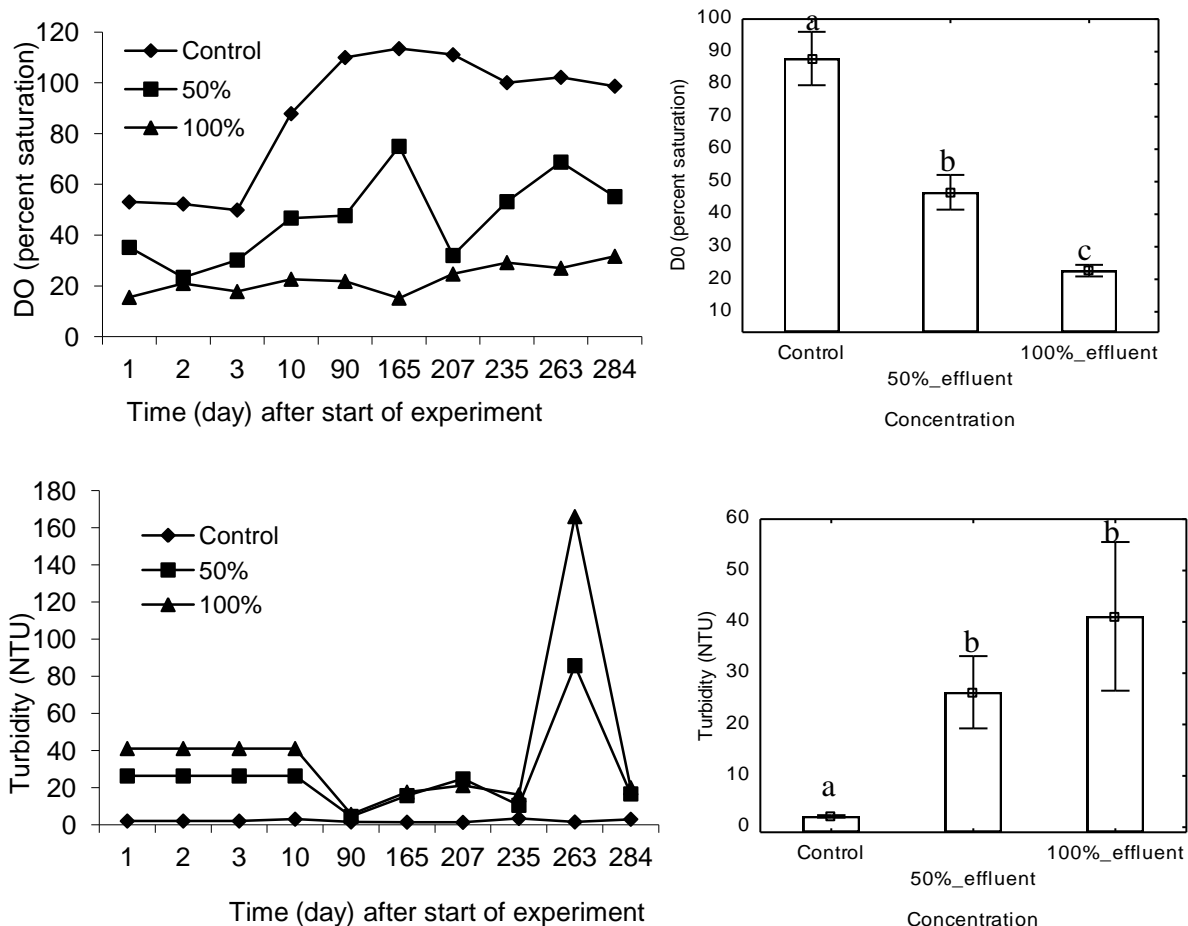 120
100
80
60
40
20
0
DO (percent saturation)
Control
50%
100%
1 2 3 10 90 165 207 235 263 284
Time (day) after start of experiment
100
90
80
70
60
50
40
30
20
10
D0 (percent saturation)
a
b
c
Control
100%_effluent
50%_effluent
Concentration
180
160
140
120
100
80
60
40
20
0
Turbidity (NTU)
Control
50%
100%
1 2 3 10 90 165 207 235 263 284
Time (day) after start of experiment
60
50
40
30
20
10
0
Turbidity (NTU)
a
b
b
Control
100%_effluent
50%_effluent
Concentration